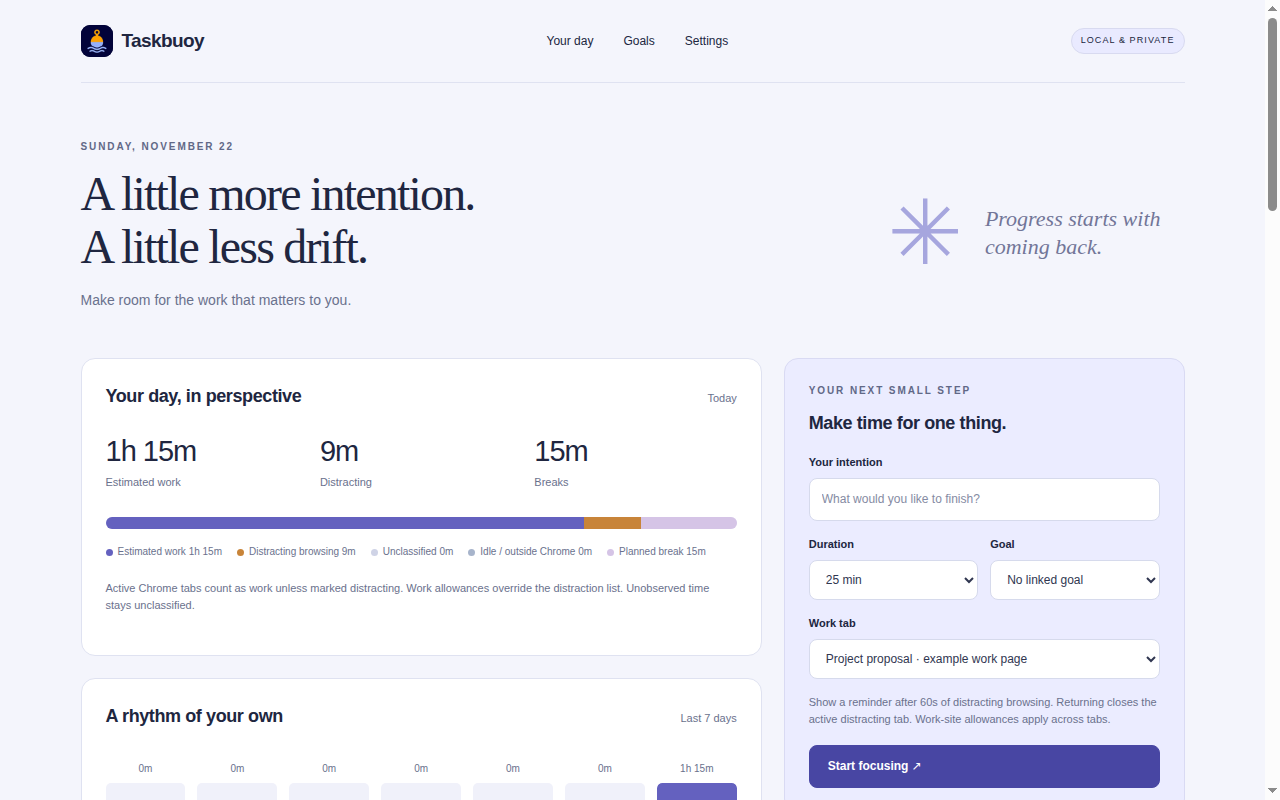 Taskbuoy
Your day
Goals
Settings
LOCAL & PRIVATE
SUNDAY, NOVEMBER 22
A little more intention.
A little less drift.
Make room for the work that matters to you.
Progress starts with
coming back.
Your day, in perspective
Today
1h 15m
9m
15m
Estimated work
Distracting
Breaks
Estimated work 1h 15m
Distracting browsing 9m
Unclassified 0m
Idle / outside Chrome 0m
Planned break 15m
Active Chrome tabs count as work unless marked distracting. Work allowances override the distraction list. Unobserved time
stays unclassified.
A rhythm of your own
Last 7 days
0m
0m
0m
0m
0m
0m
1h 15m
YOUR NEXT SMALL STEP
Make time for one thing.
Your intention
What would you like to finish?
Duration
Goal
25 min
No linked goal
Work tab
Project proposal · example work page
Show a reminder after 60s of distracting browsing. Returning closes the
active distracting tab. Work-site allowances apply across tabs.
Start focusing ↗